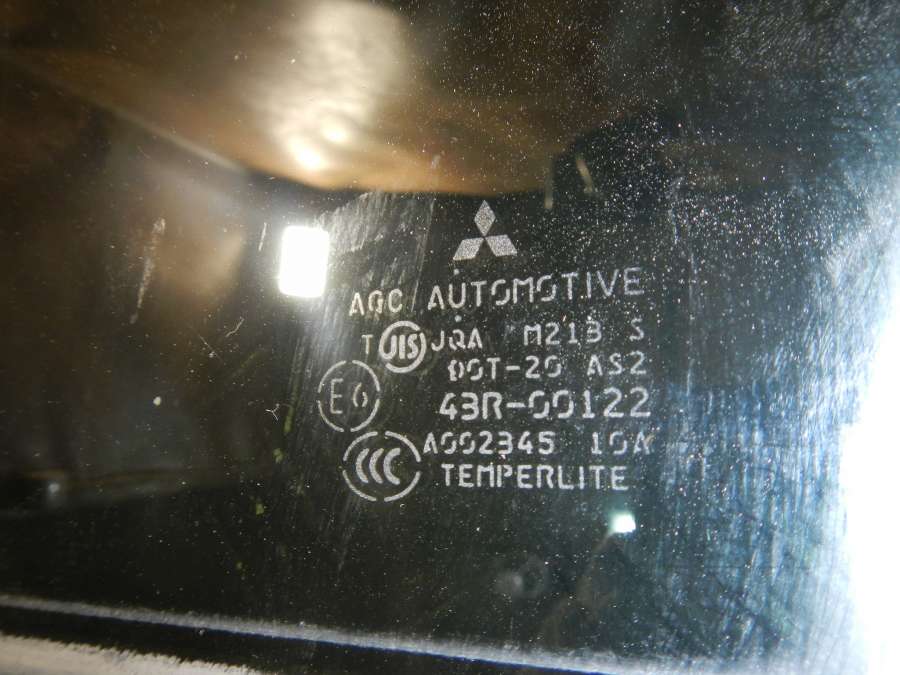 AGC AUTOMOTIVE
T JIS JQA M21B S
DOT-20 AS2
E6 43R-00122
CCC A002345 10A
TEMPERLITE